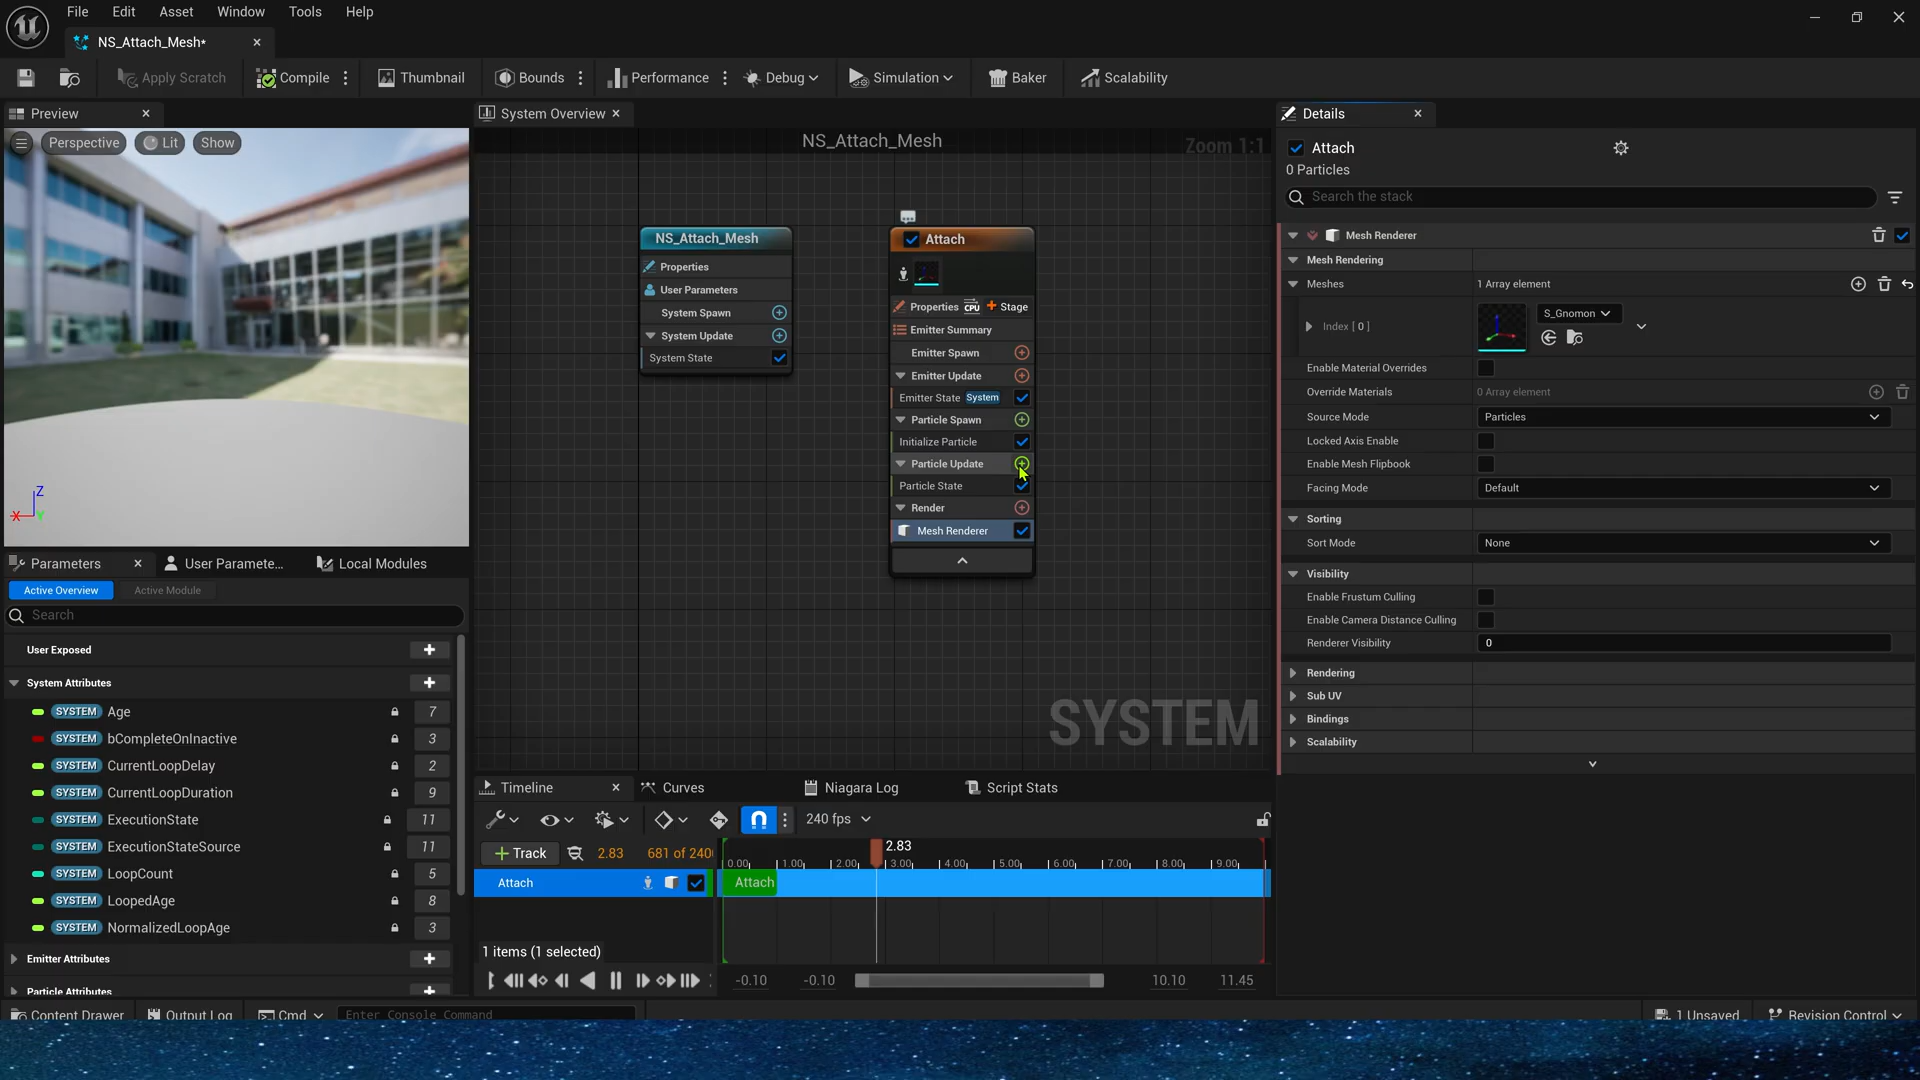 File Edit Asset Window Tools Help
NS_Attach_Mesh*
Apply Scratch Compile Thumbnail Bounds Performance Debug Simulation Baker Scalability
Preview
Perspective Lit Show
Z
X Y
System Overview
NS_Attach_Mesh
Zoom 1:1
NS_Attach_Mesh
Properties
User Parameters
System Spawn
System Update
System State
Attach
Properties CPU Stage
Emitter Summary
Emitter Spawn
Emitter Update
Emitter State System
Particle Spawn
Initialize Particle
Particle Update
Particle State
Render
Mesh Renderer
SYSTEM
Parameters User Paramete... Local Modules
Active Overview Active Module
Search
User Exposed
System Attributes
SYSTEM Age 7
SYSTEM bCompleteOnInactive 3
SYSTEM CurrentLoopDelay 2
SYSTEM CurrentLoopDuration 9
SYSTEM ExecutionState 11
SYSTEM ExecutionStateSource 11
SYSTEM LoopCount 5
SYSTEM LoopedAge 8
SYSTEM NormalizedLoopAge 3
Emitter Attributes
Particle Attributes
Timeline Curves Niagara Log Script Stats
240 fps
Track 2.83 681 of 240
2.83
0.00 1.00 2.00 3.00 4.00 5.00 6.00 7.00 8.00 9.00
Attach Attach
1 items (1 selected)
-0.10 -0.10 10.10 11.45
Details
Attach
0 Particles
Search the stack
Mesh Renderer
Mesh Rendering
Meshes 1 Array element
Index [ 0 ] S_Gnomon
Enable Material Overrides
Override Materials 0 Array element
Source Mode Particles
Locked Axis Enable
Enable Mesh Flipbook
Facing Mode Default
Sorting
Sort Mode None
Visibility
Enable Frustum Culling
Enable Camera Distance Culling
Renderer Visibility 0
Rendering
Sub UV
Bindings
Scalability
Content Drawer Output Log Cmd Enter Console Command 1 Unsaved Revision Control